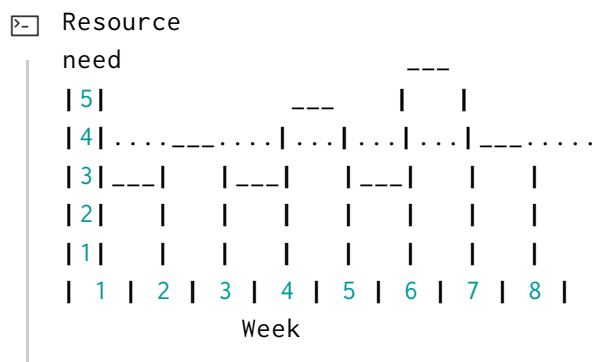 Resource
need                   ___
|5|            ___    |   |
|4|....___....|...|...|...|___.....
|3|___|   |___|   |___|   |   |
|2|   |   |   |   |   |   |   |
|1|   |   |   |   |   |   |   |
| 1 | 2 | 3 | 4 | 5 | 6 | 7 | 8 |
Week